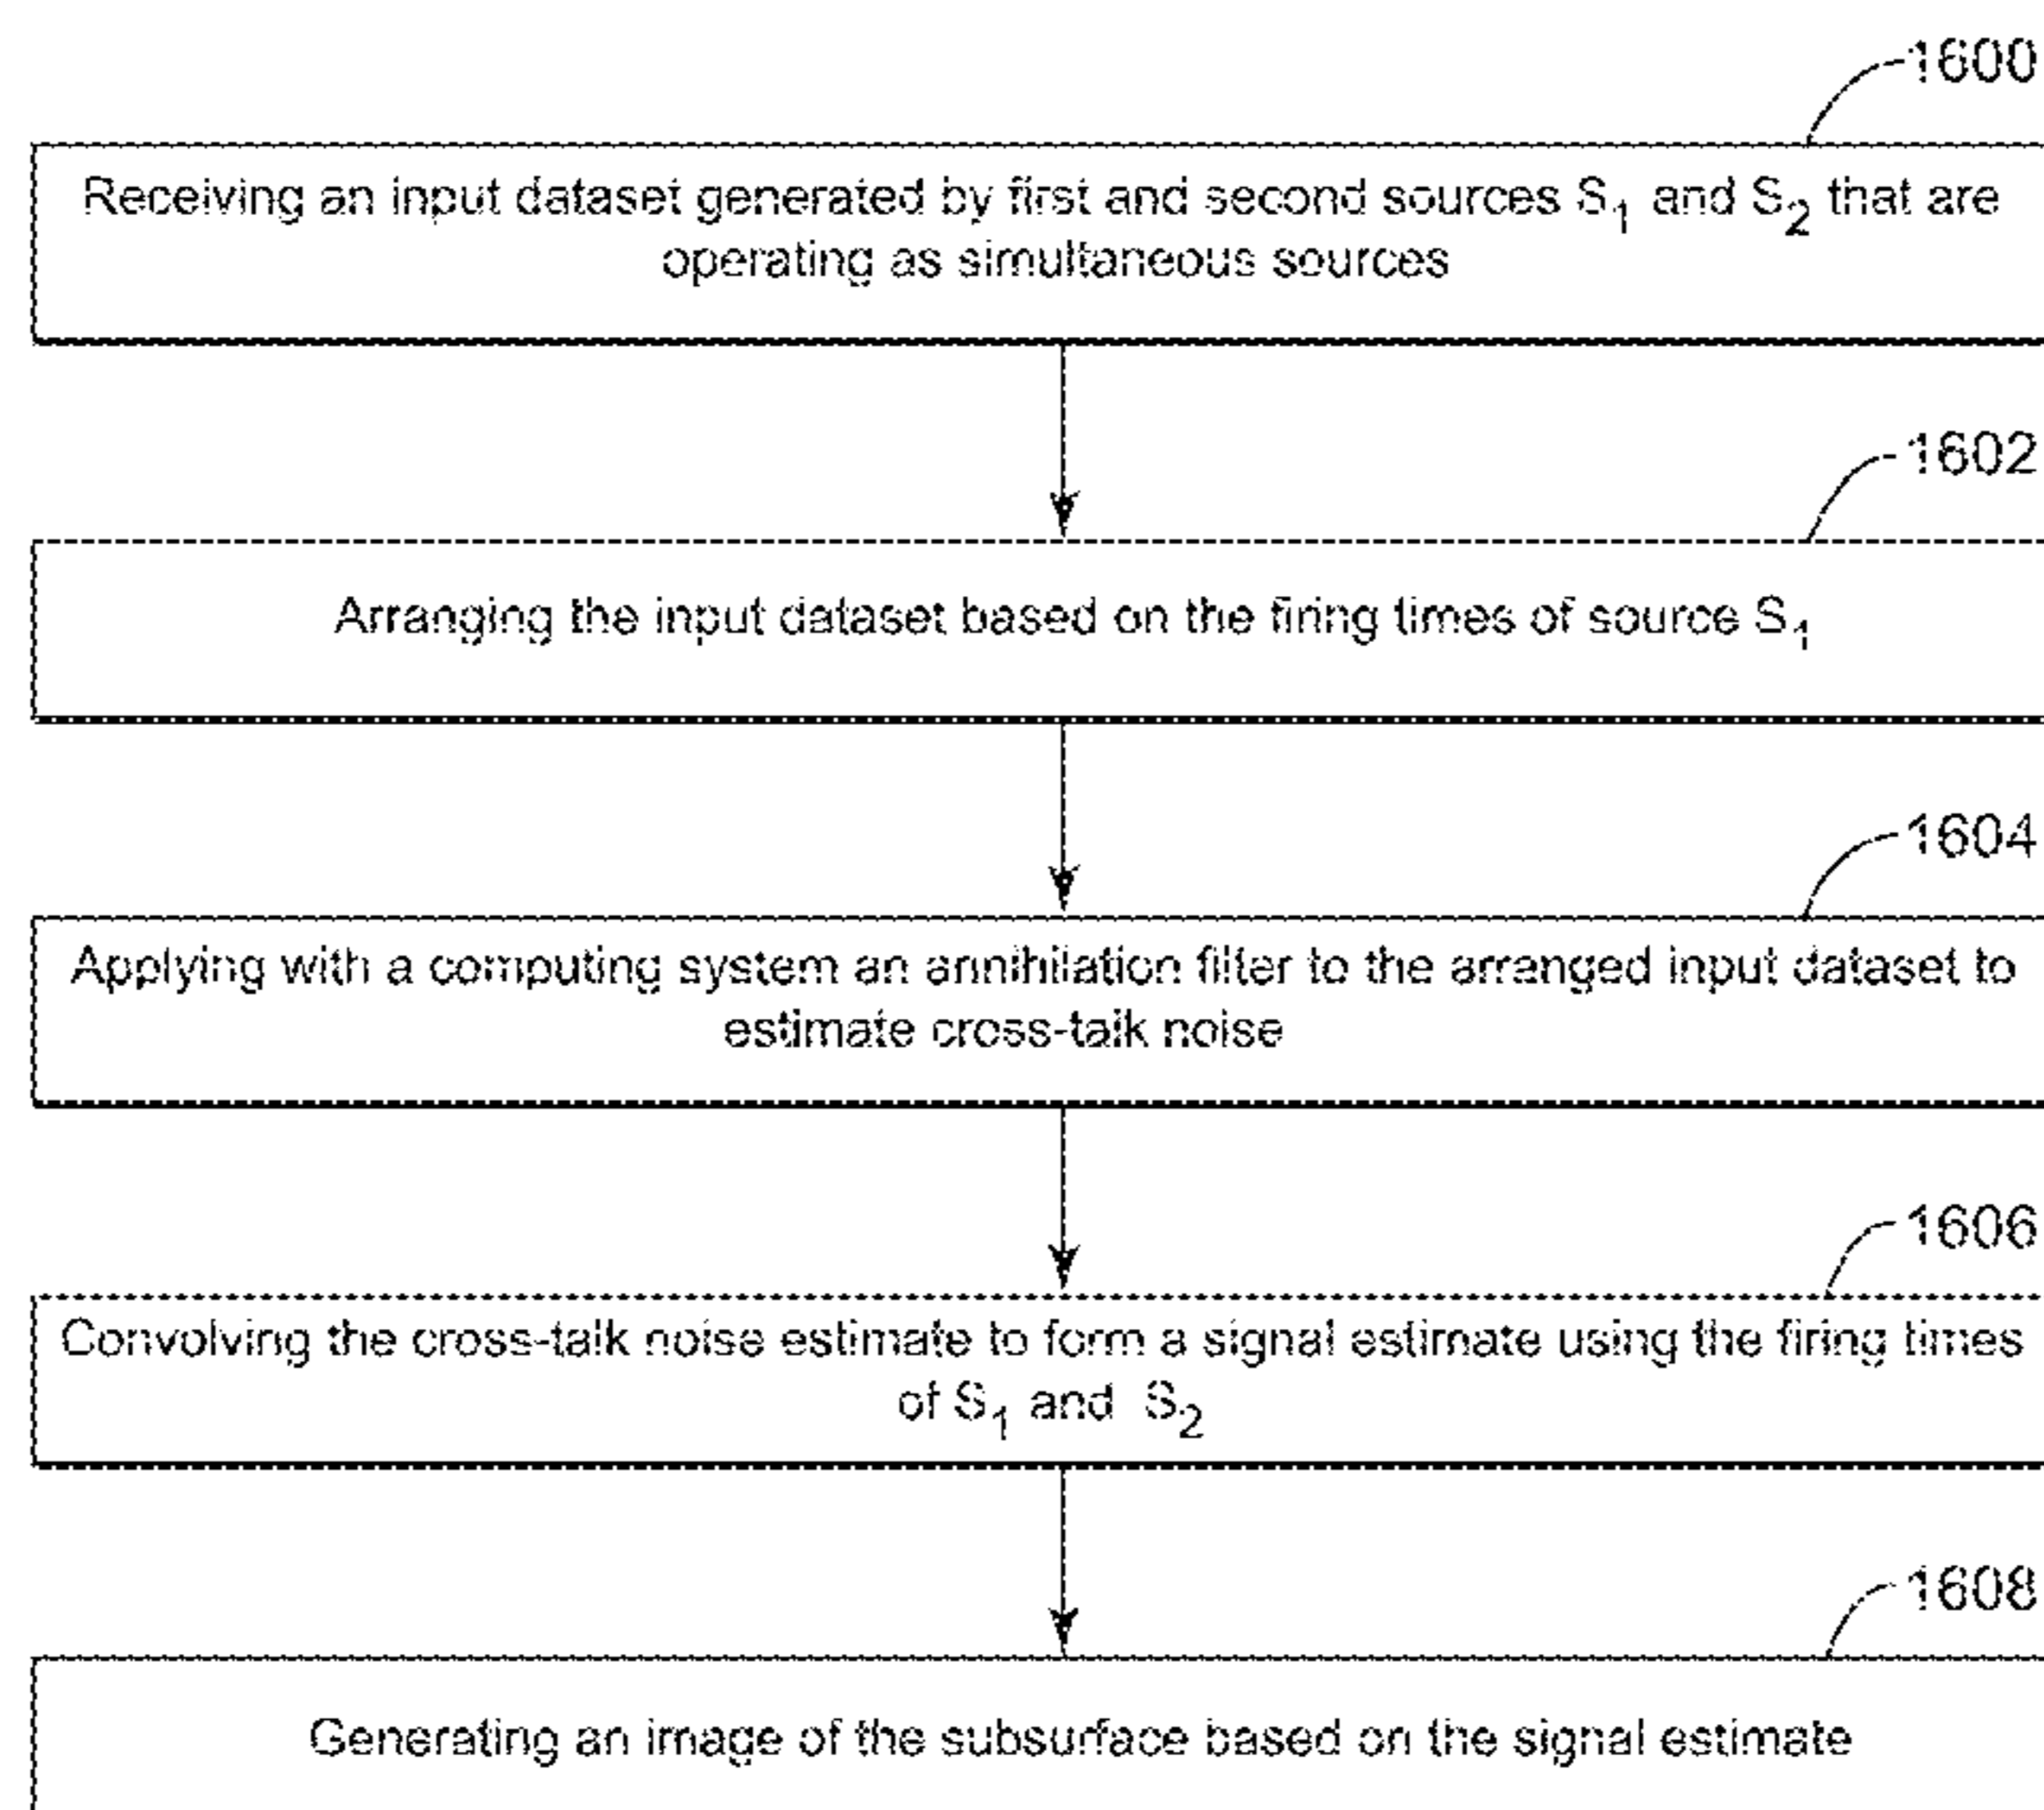 1600
Receiving an input dataset generated by first and second sources S1 and S2 that are
operating as simultaneous sources
1602
Arranging the input dataset based on the firing times of source S1
1604
Applying with a computing system an annihilation filter to the arranged input dataset to
estimate cross-talk noise
1606
Convolving the cross-talk noise estimate to form a signal estimate using the firing times
of S1 and S2
1608
Generating an image of the subsurface based on the signal estimate